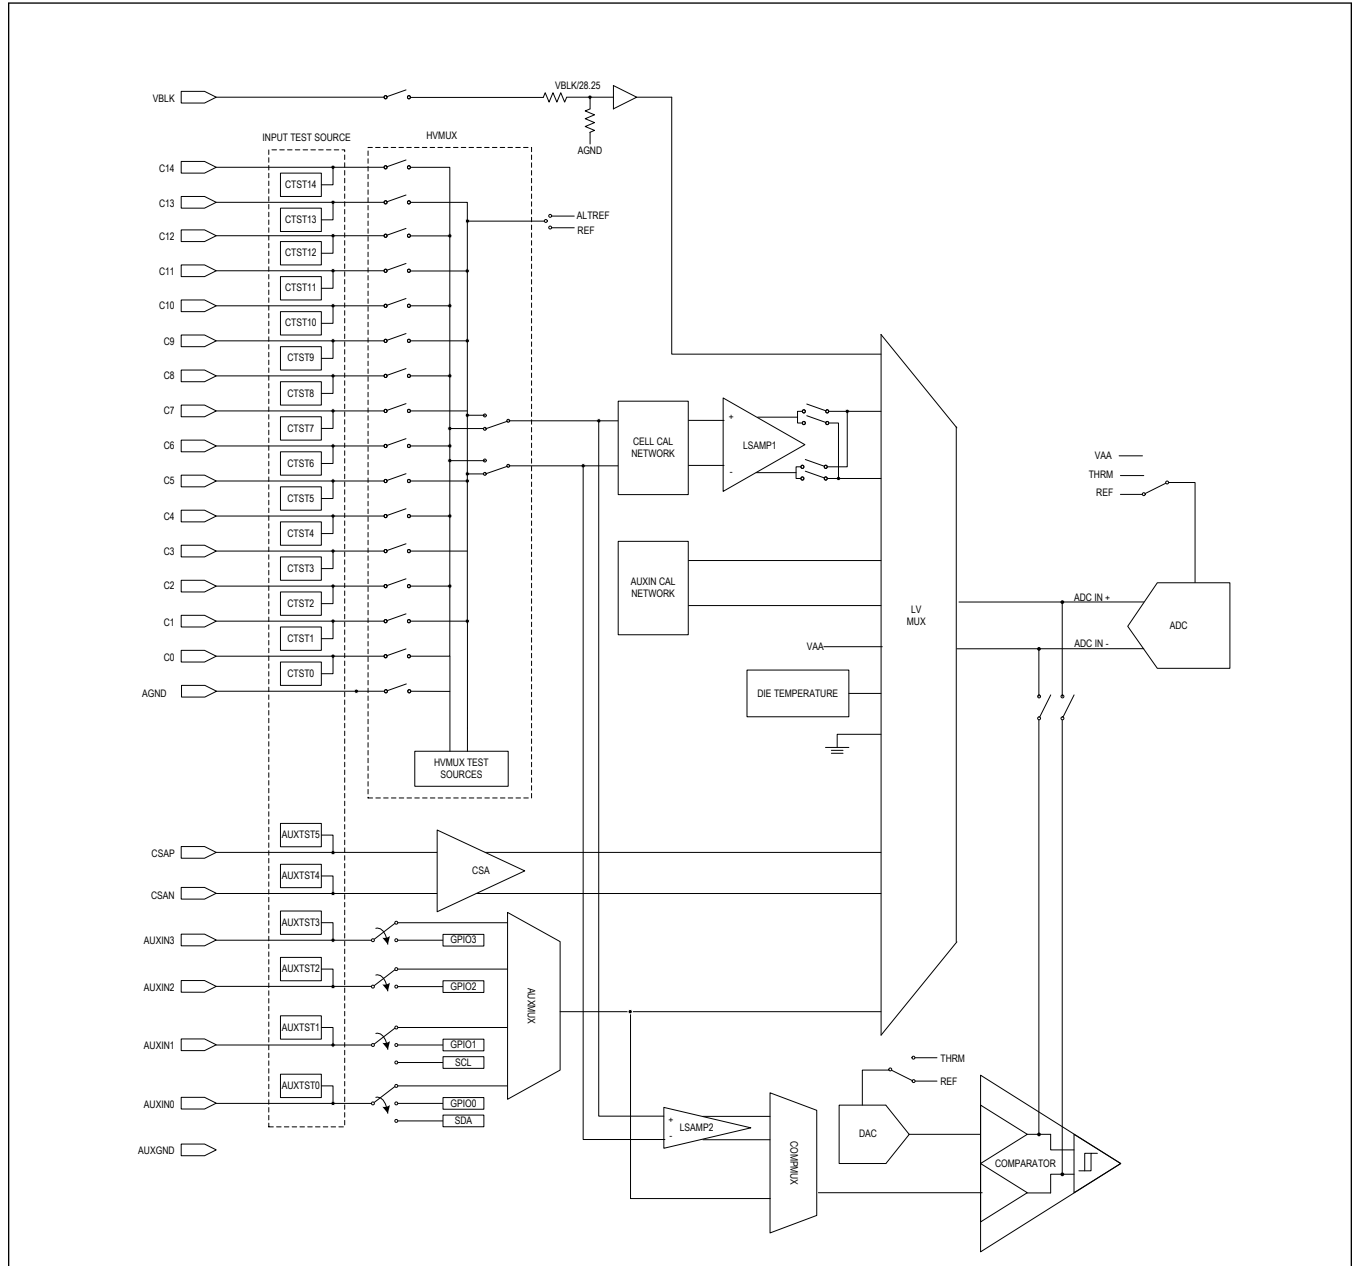 VBLK
VBLK/28.25
AGND
INPUT TEST SOURCE
HVMUX
C14
CTST14
C13
CTST13
ALTREF
REF
C12
CTST12
C11
CTST11
C10
CTST10
C9
CTST9
C8
CTST8
C7
CTST7
C6
CTST6
C5
CTST5
C4
CTST4
C3
CTST3
C2
CTST2
C1
CTST1
C0
CTST0
AGND
HVMUX TEST
SOURCES
CELL CAL
NETWORK
+
LSAMP1
-
AUXIN CAL
NETWORK
VAA
DIE TEMPERATURE
LV
MUX
VAA
THRM
REF
ADC IN +
ADC IN -
ADC
AUXTST5
CSAP
CSA
AUXTST4
CSAN
AUXTST3
AUXIN3
GPIO3
AUXTST2
AUXIN2
GPIO2
AUXTST1
AUXIN1
GPIO1
SCL
AUXTST0
AUXIN0
GPIO0
SDA
AUXGND
AUXMUX
+
LSAMP2
-
COMPMUX
THRM
REF
DAC
COMPARATOR